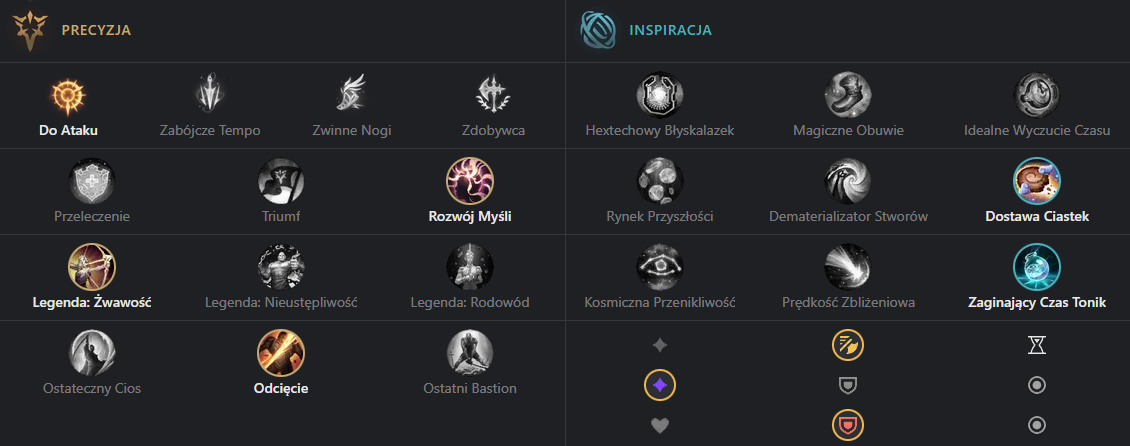 PRECYZJA
Do Ataku Zabójcze Tempo Zwinne Nogi Zdobywca
Przeleczenie Triumf Rozwój Myśli
Legenda: Żwawość Legenda: Nieustępliwość Legenda: Rodowód
Ostateczny Cios Odcięcie Ostatni Bastion
INSPIRACJA
Hextechowy Błyskalazek Magiczne Obuwie Idealne Wyczucie Czasu
Rynek Przyszłości Dematerializator Stworów Dostawa Ciastek
Kosmiczna Przenikliwość Prędkość Zbliżeniowa Zaginający Czas Tonik